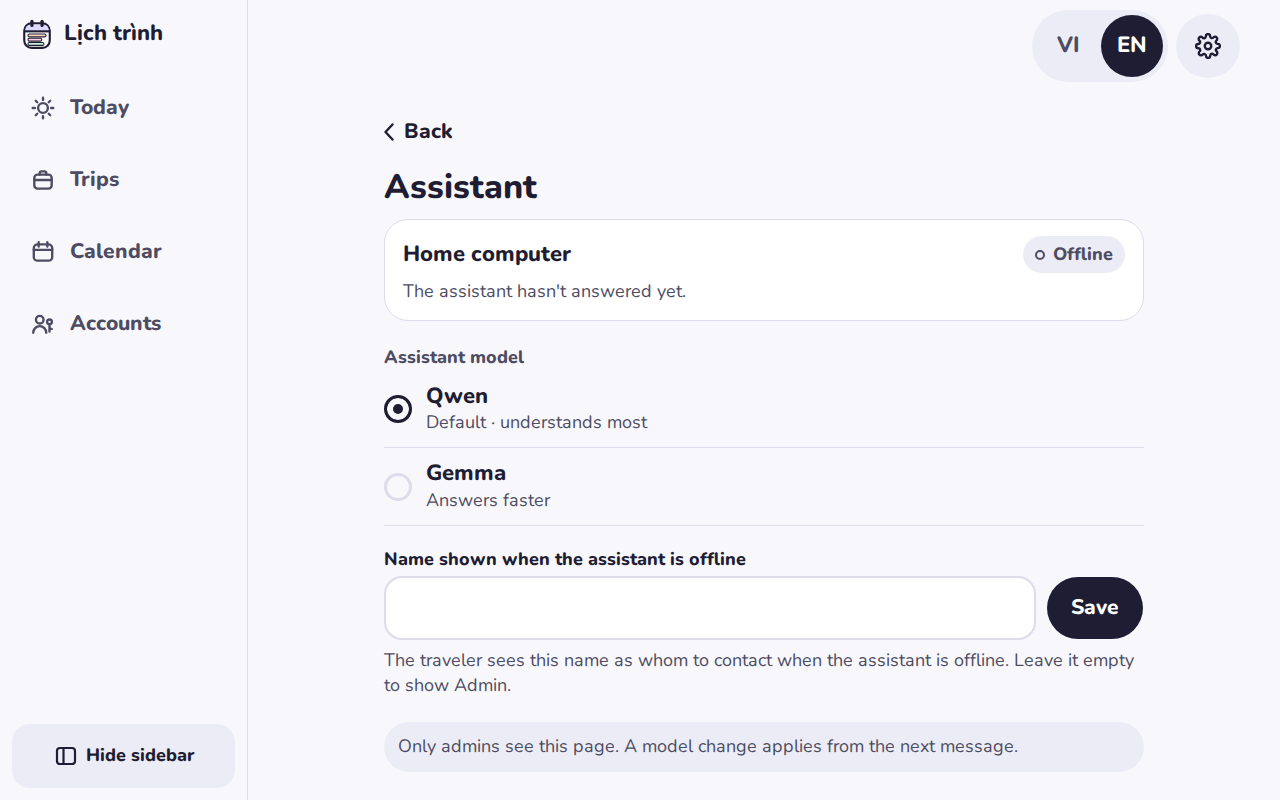 Lịch trình
VI
EN
Today
Trips
Calendar
Accounts
Back
Assistant
Home computer
Offline
The assistant hasn't answered yet.
Assistant model
Qwen
Default · understands most
Gemma
Answers faster
Name shown when the assistant is offline
Save
The traveler sees this name as whom to contact when the assistant is offline. Leave it empty
to show Admin.
Only admins see this page. A model change applies from the next message.
Hide sidebar